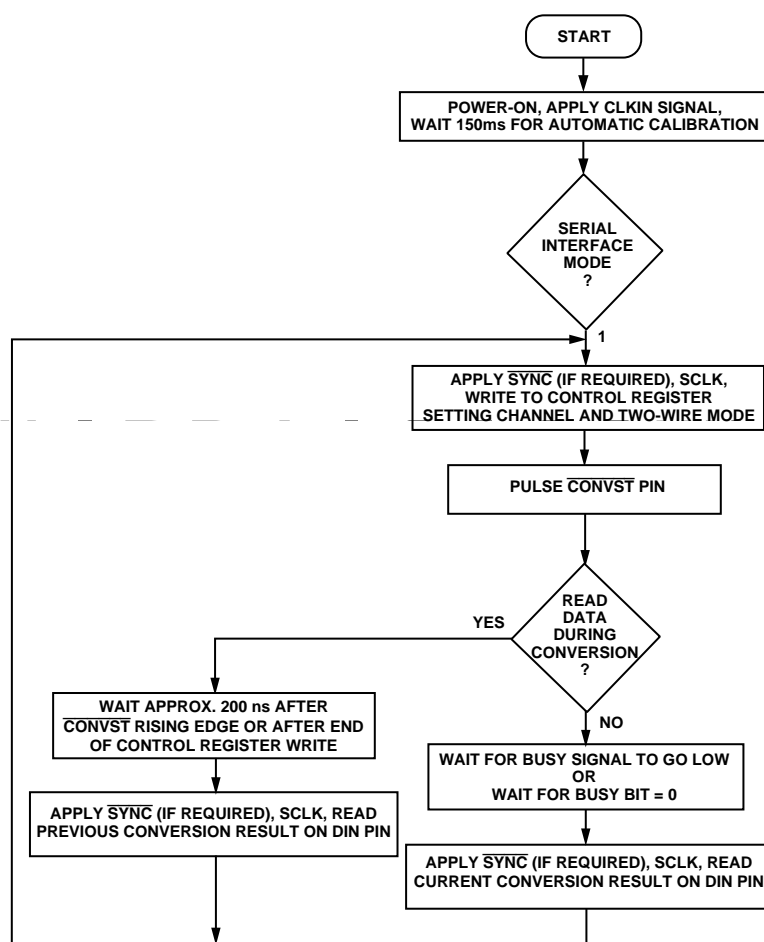 START
POWER-ON, APPLY CLKIN SIGNAL,
WAIT 150ms FOR AUTOMATIC CALIBRATION
SERIAL
INTERFACE
MODE
?
1
APPLY SYNC (IF REQUIRED), SCLK,
WRITE TO CONTROL REGISTER
SETTING CHANNEL AND TWO-WIRE MODE
PULSE CONVST PIN
READ
DATA
DURING
CONVERSION
?
YES
NO
WAIT APPROX. 200 ns AFTER
CONVST RISING EDGE OR AFTER END
OF CONTROL REGISTER WRITE
APPLY SYNC (IF REQUIRED), SCLK, READ
PREVIOUS CONVERSION RESULT ON DIN PIN
WAIT FOR BUSY SIGNAL TO GO LOW
OR
WAIT FOR BUSY BIT = 0
APPLY SYNC (IF REQUIRED), SCLK, READ
CURRENT CONVERSION RESULT ON DIN PIN